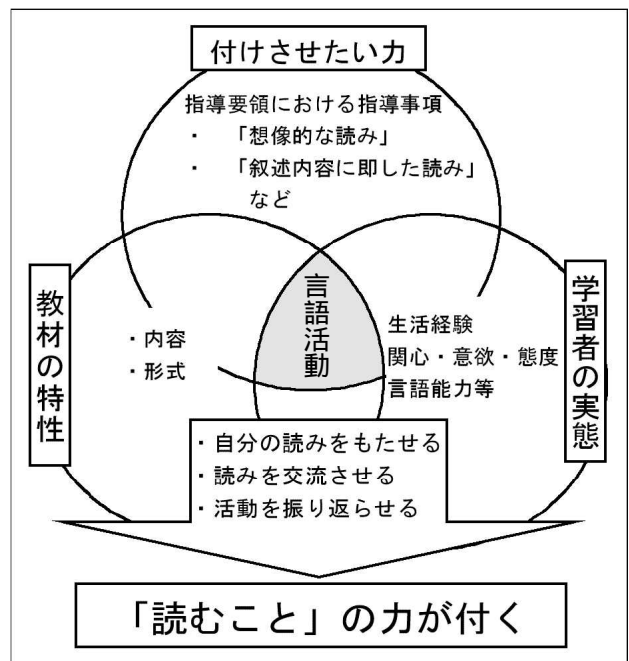 付けさせたい力
指導要領における指導事項
・ 「想像的な読み」
・ 「叙述内容に即した読み」
など
教材の特性
・内容
・形式
言語活動
生活経験
関心・意欲・態度
言語能力等
学習者の実態
・自分の読みをもたせる
・読みを交流させる
・活動を振り返らせる
「読むこと」の力が付く